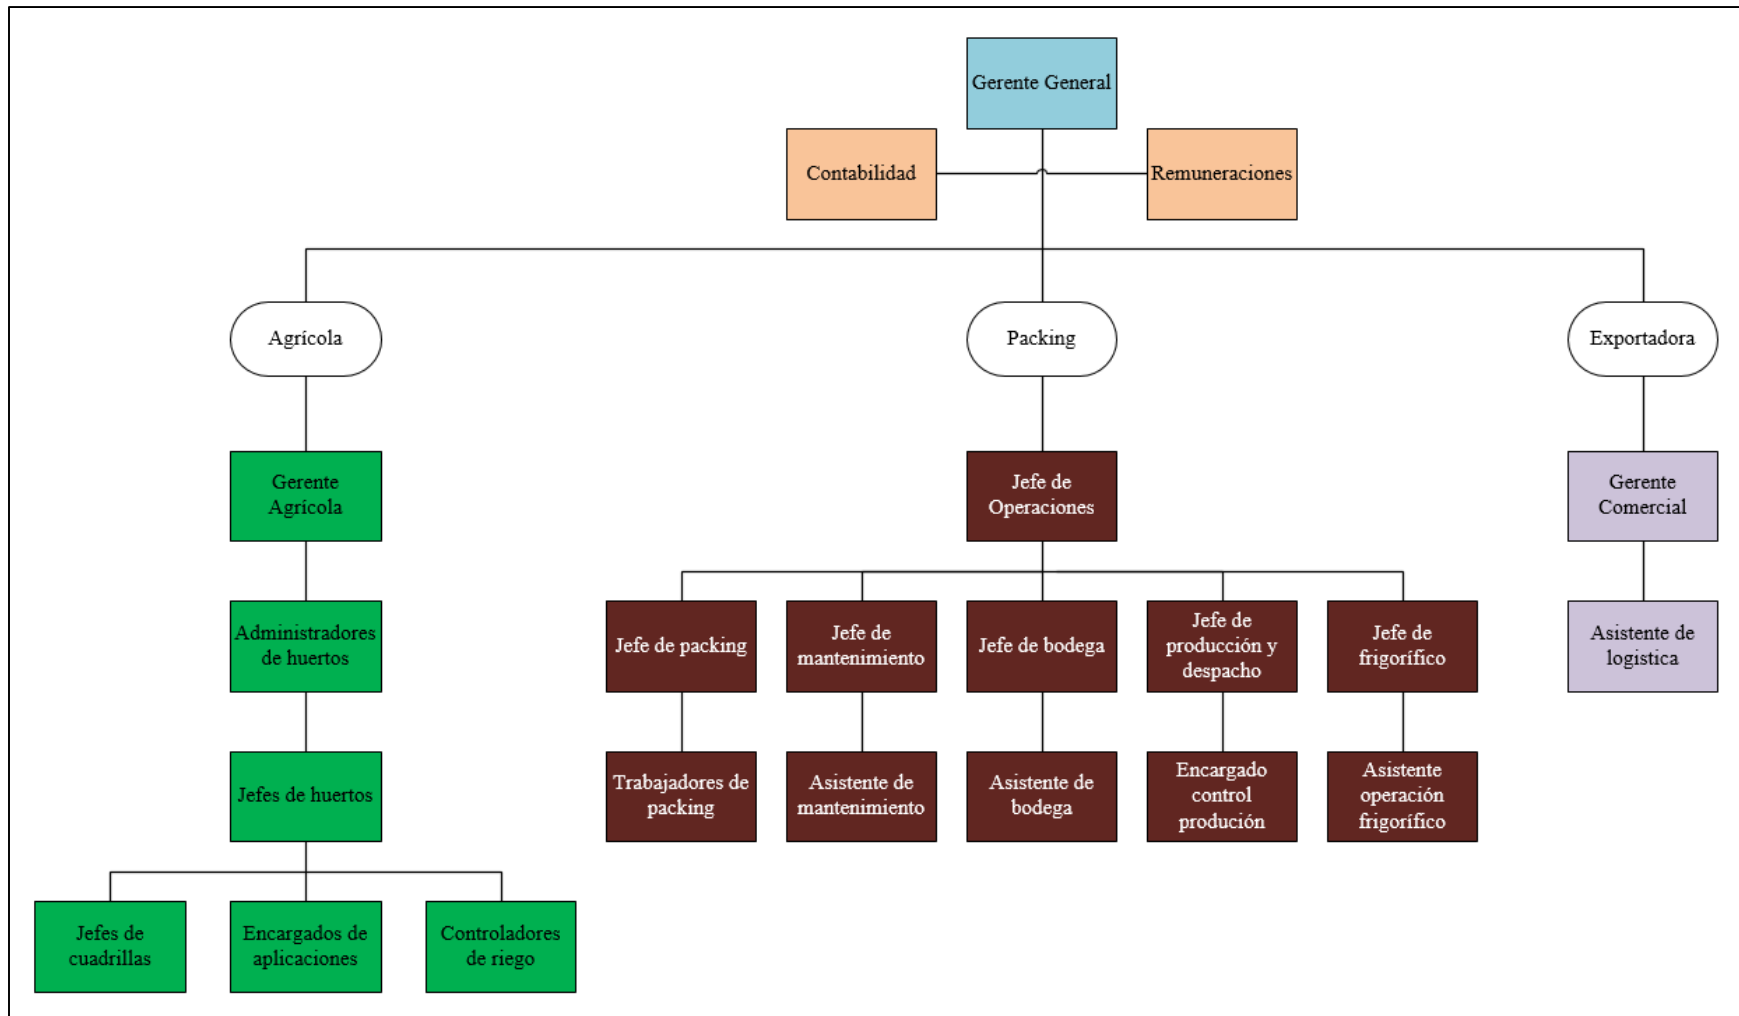 Gerente General
Contabilidad
Remuneraciones
Agrícola
Packing
Exportadora
Gerente
Agrícola
Jefe de
Operaciones
Gerente
Comercial
Administradores
de huertos
Jefe de packing
Jefe de
mantenimiento
Jefe de bodega
Jefe de
producción y
despacho
Jefe de
frigorífico
Asistente de
logistica
Jefes de huertos
Trabajadores de
packing
Asistente de
mantenimiento
Asistente de
bodega
Encargado
control
produción
Asistente
operación
frigorífico
Jefes de
cuadrillas
Encargados de
aplicaciones
Controladores
de riego